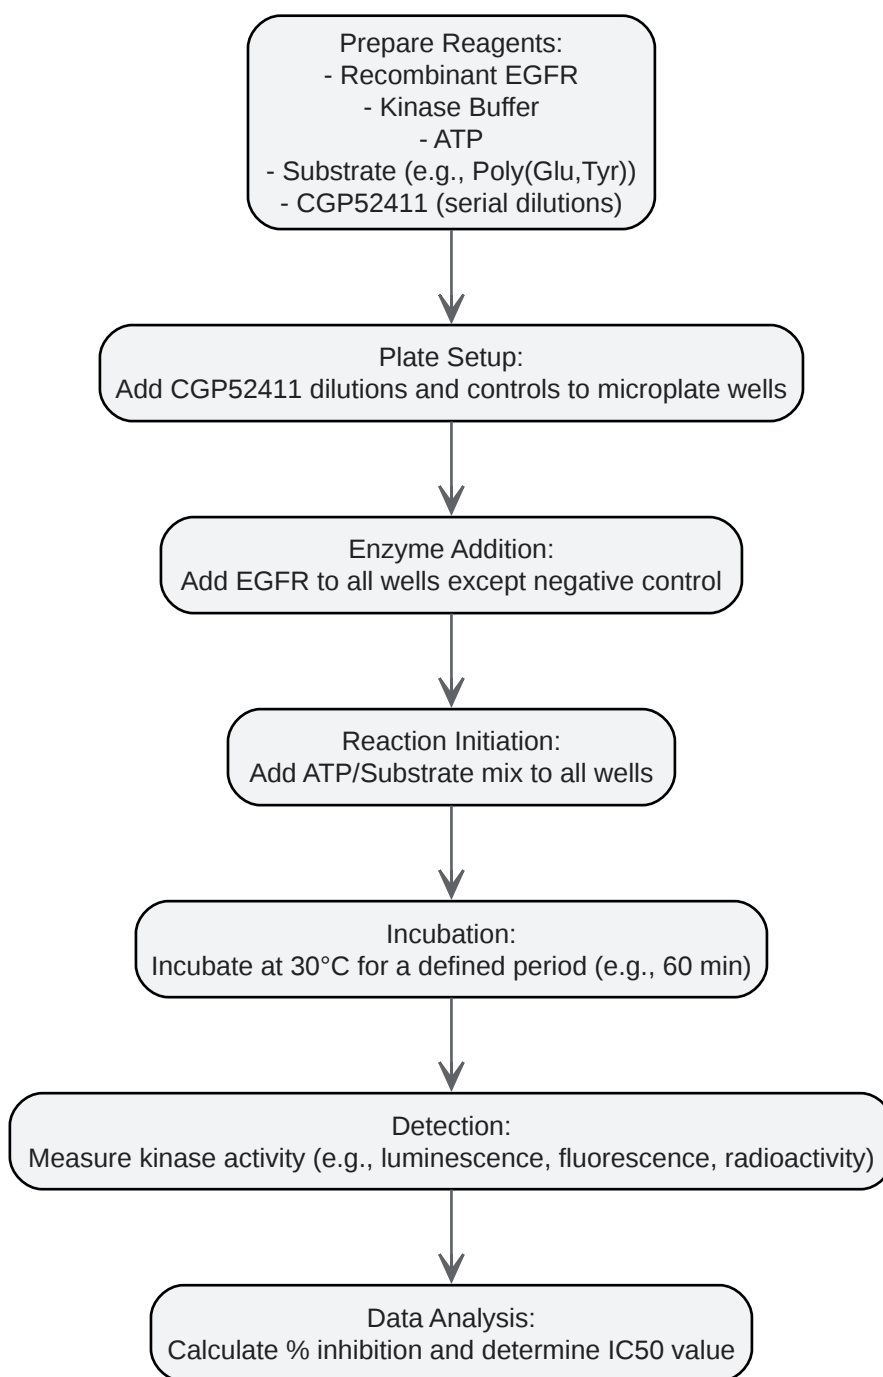 Prepare Reagents:
- Recombinant EGFR
- Kinase Buffer
- ATP
- Substrate (e.g., Poly(Glu,Tyr))
- CGP52411 (serial dilutions)
Plate Setup:
Add CGP52411 dilutions and controls to microplate wells
Enzyme Addition:
Add EGFR to all wells except negative control
Reaction Initiation:
Add ATP/Substrate mix to all wells
Incubation:
Incubate at 30°C for a defined period (e.g., 60 min)
Detection:
Measure kinase activity (e.g., luminescence, fluorescence, radioactivity)
Data Analysis:
Calculate % inhibition and determine IC50 value